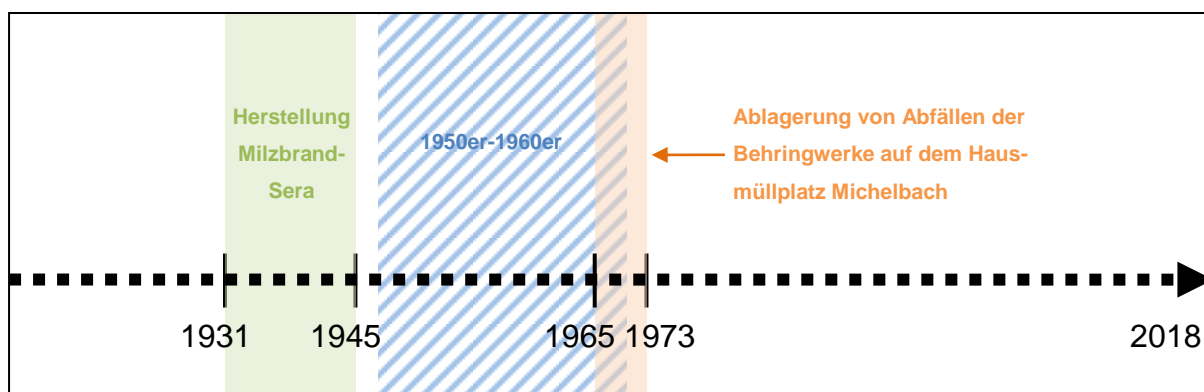 Herstellung
Milzbrand-
Sera
1950er-1960er
Ablagerung von Abfällen der
Behringwerke auf dem Haus-
müllplatz Michelbach
1931 1945 1965 1973 2018